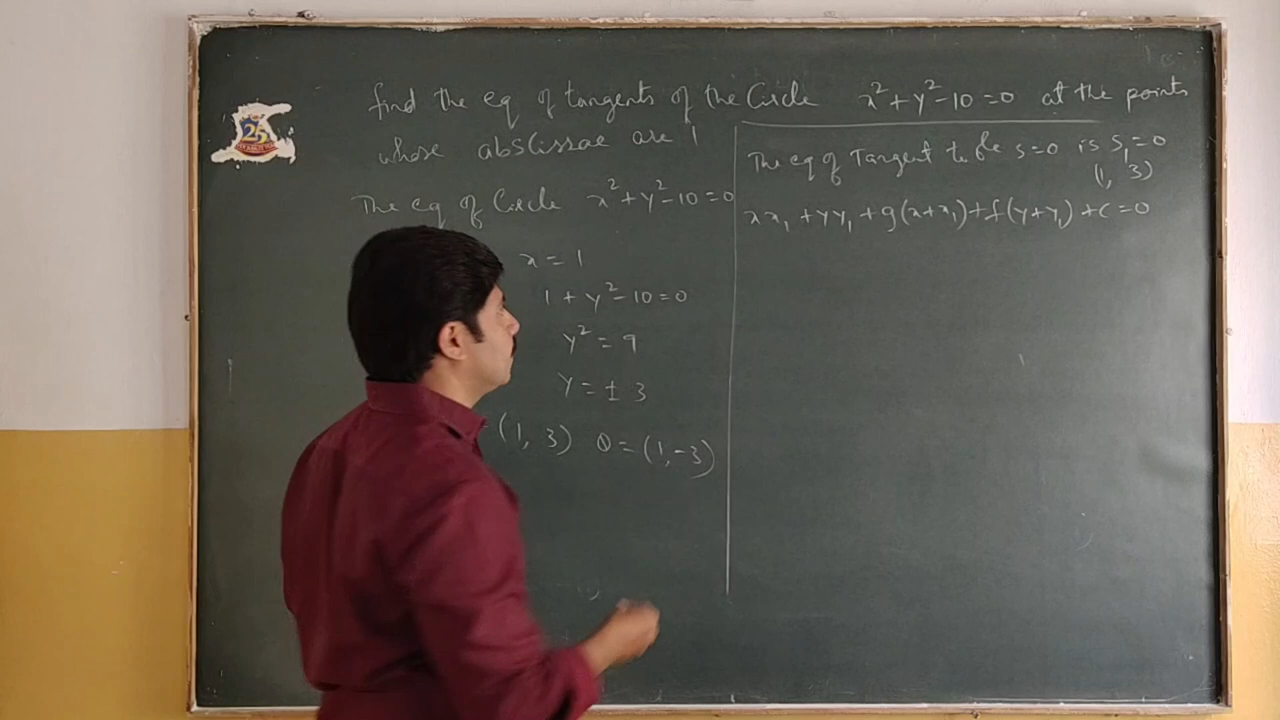 find the eq of tangents of the Circle x²+y²-10=0 at the points
whose abscissae are 1
The eq of Circle x²+y²-10=0
x = 1
1 + y²-10=0
y² = 9
y = ± 3
(1, 3) Q = (1,-3)
The eq of Tangent to the S=0 is S₁=0
(1, 3)
xx₁ + yy₁ + g(x+x₁)+f(y+y₁)+c=0
25